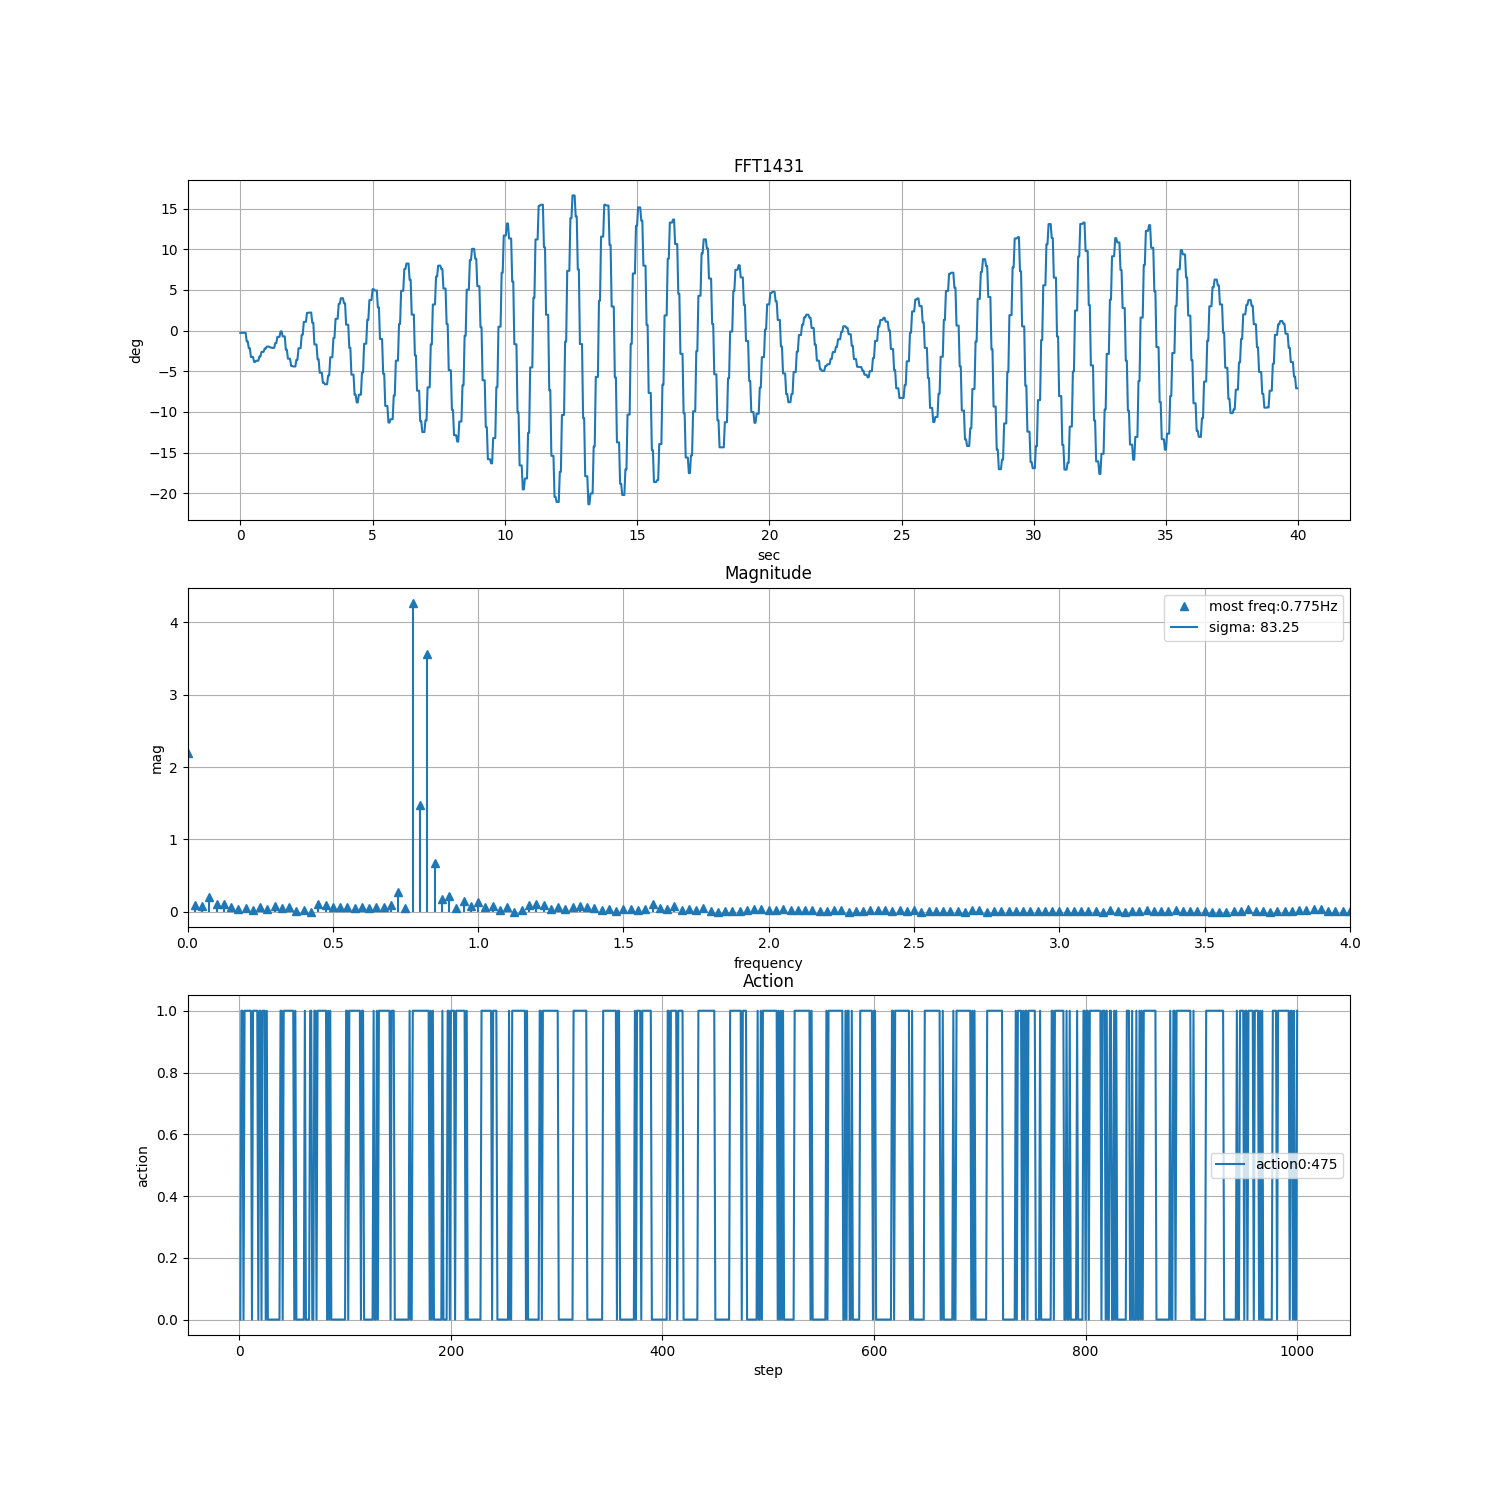 FFT1431
15
10
5
0
−5
−10
−15
−20
deg
0 5 10 15 20 25 30 35 40
sec
Magnitude
most freq:0.775Hz
sigma: 83.25
4
3
2
1
0
mag
0.0 0.5 1.0 1.5 2.0 2.5 3.0 3.5 4.0
frequency
Action
1.0
0.8
0.6
0.4
0.2
0.0
action
action0:475
0 200 400 600 800 1000
step